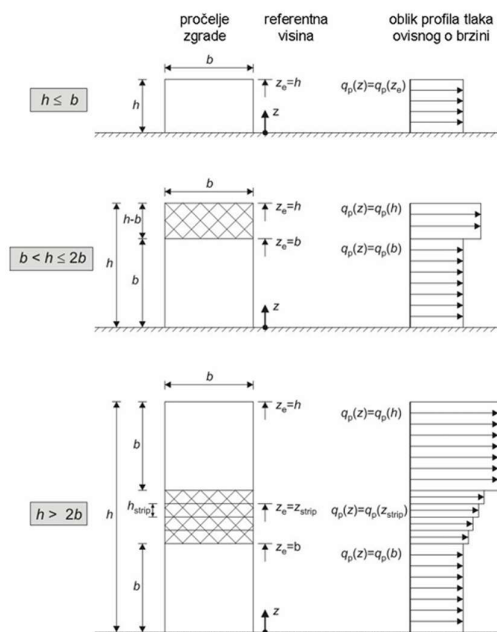 pročelje
zgrade
referentna
visina
oblik profila tlaka
ovisnog o brzini
h ≤ b
b
h
z_e=h
z
q_p(z)=q_p(z_e)
b < h ≤ 2b
b
h
h-b
b
z_e=h
z_e=b
z
q_p(z)=q_p(h)
q_p(z)=q_p(b)
h > 2b
b
h
b
h_strip
b
z_e=h
z_e=z_strip
z_e=b
z
q_p(z)=q_p(h)
q_p(z)=q_p(z_strip)
q_p(z)=q_p(b)